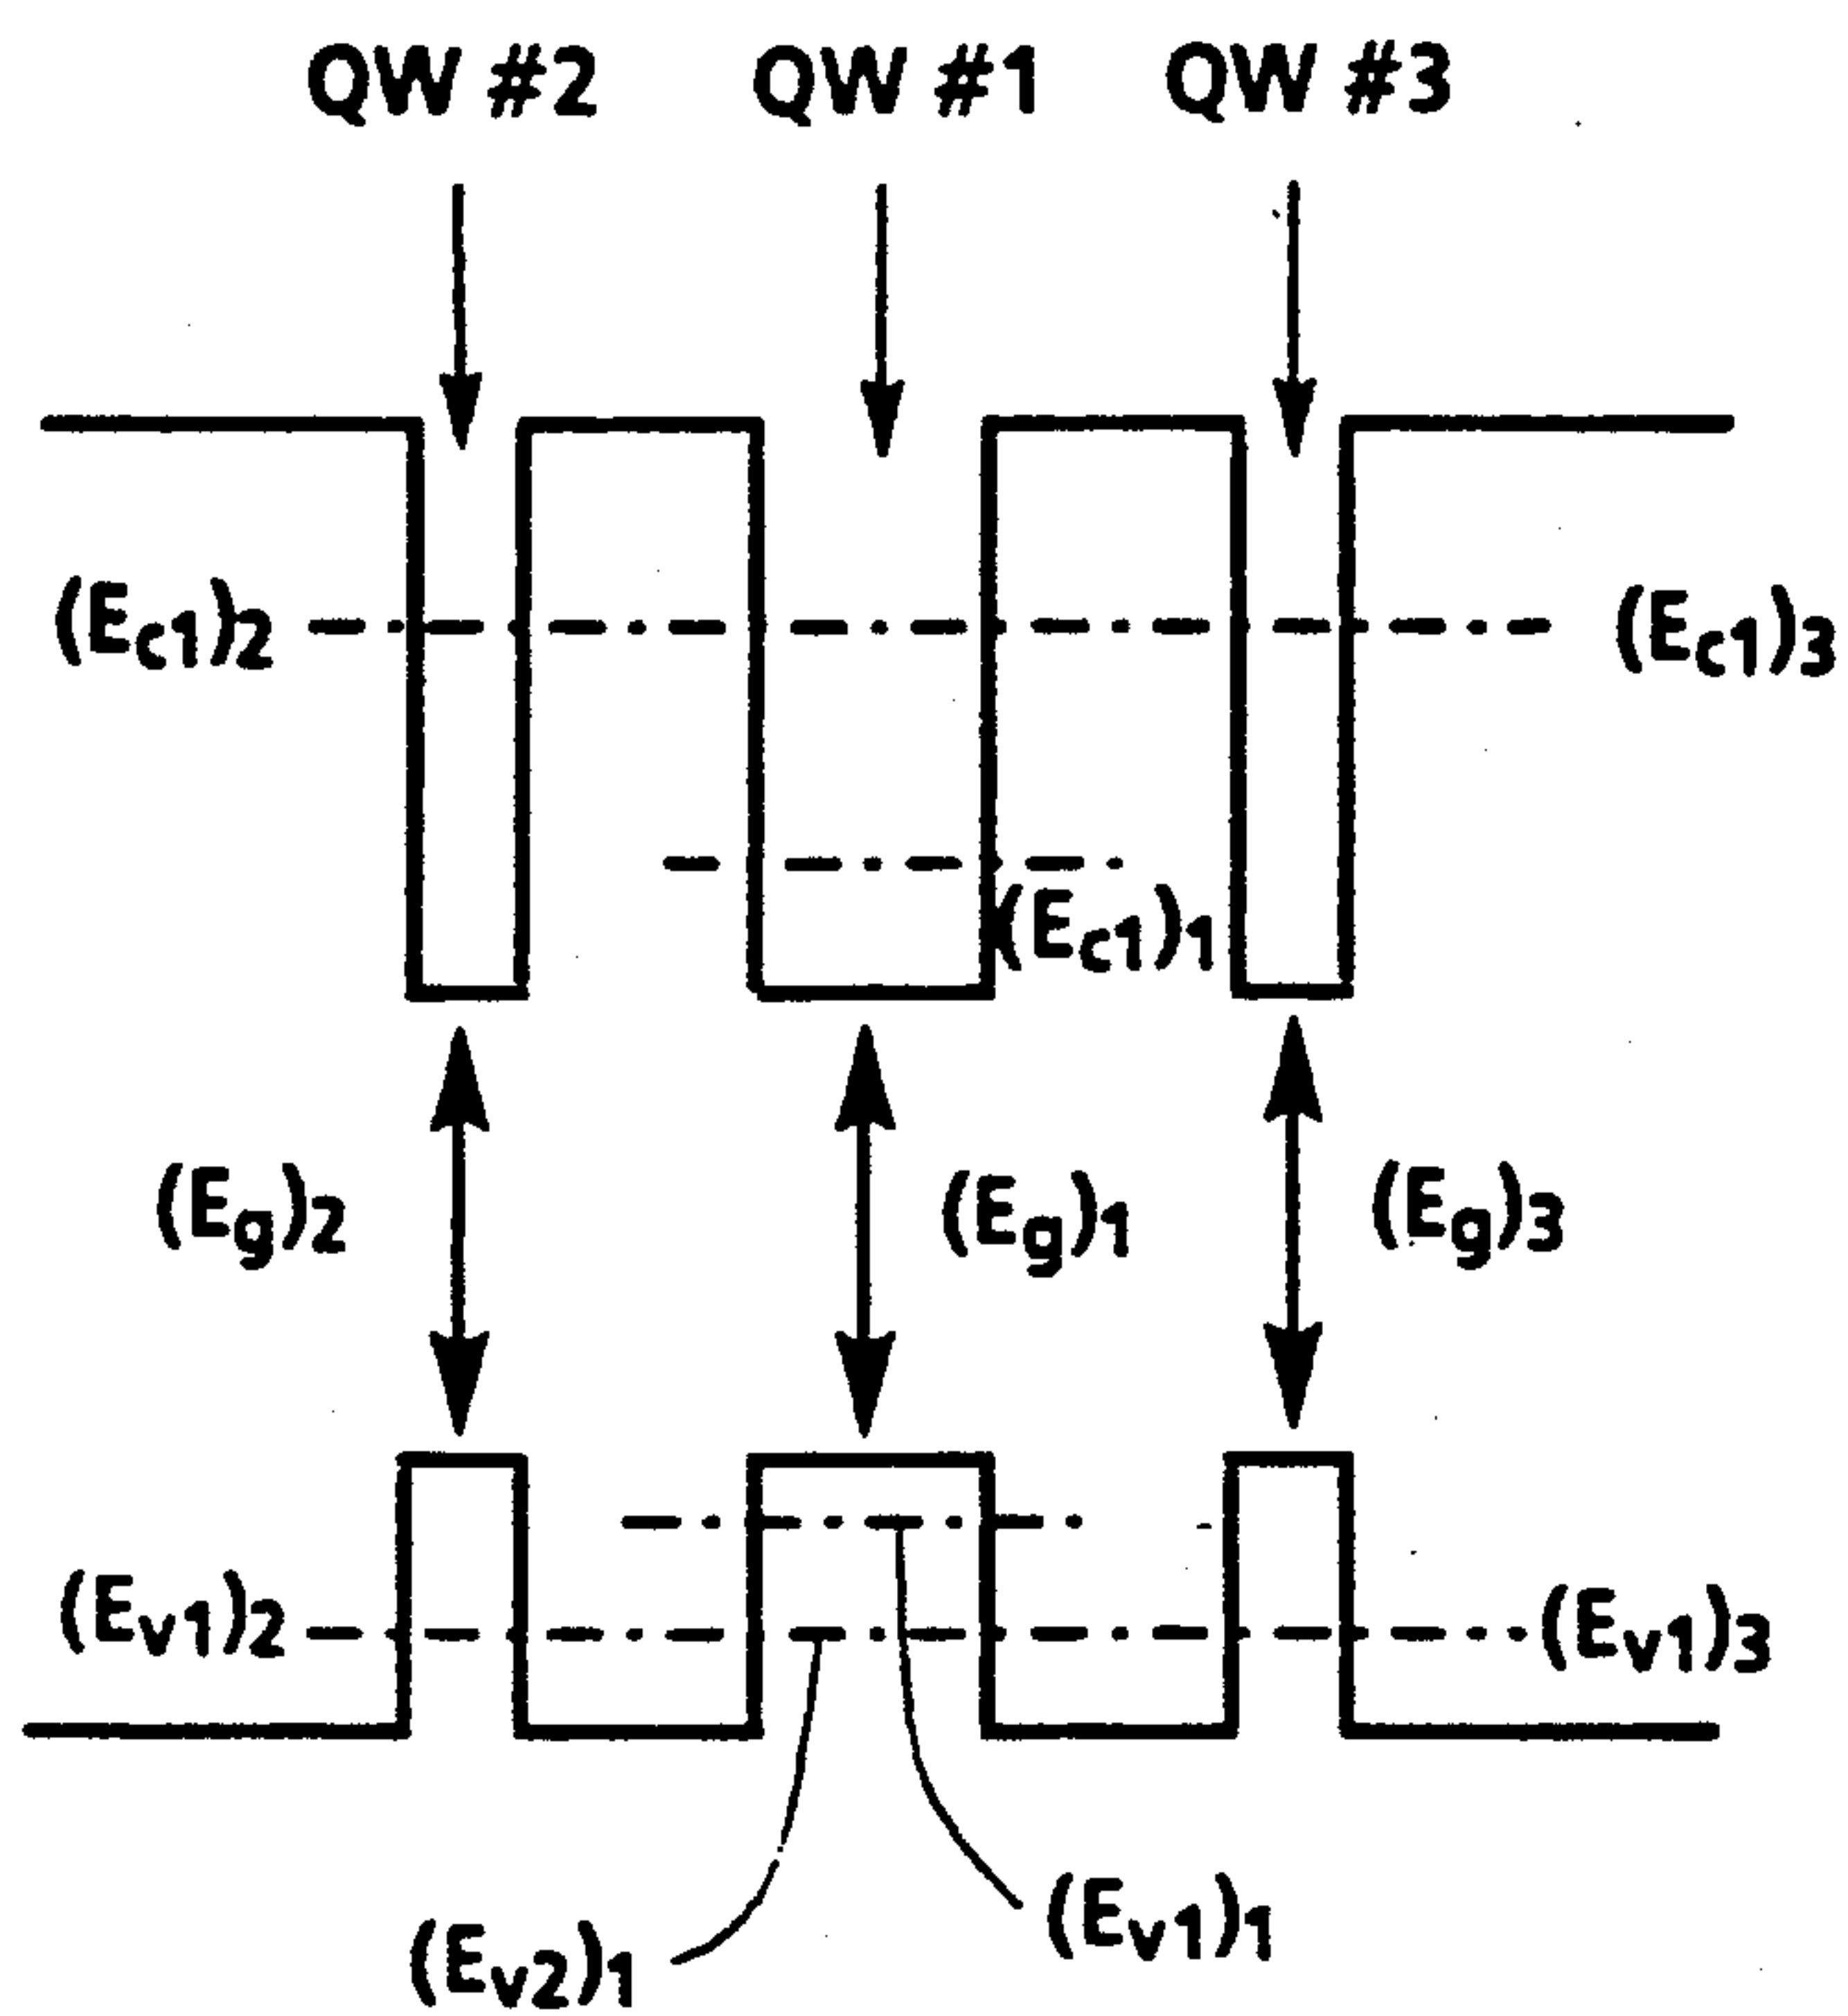 QW #2 QW #1 QW #3
(Ec1)2 (Ec1)3
(Ec1)1
(Eg)2 (Eg)1 (Eg)3
(Ev1)2 (Ev1)3
(Ev2)1 (Ev1)1